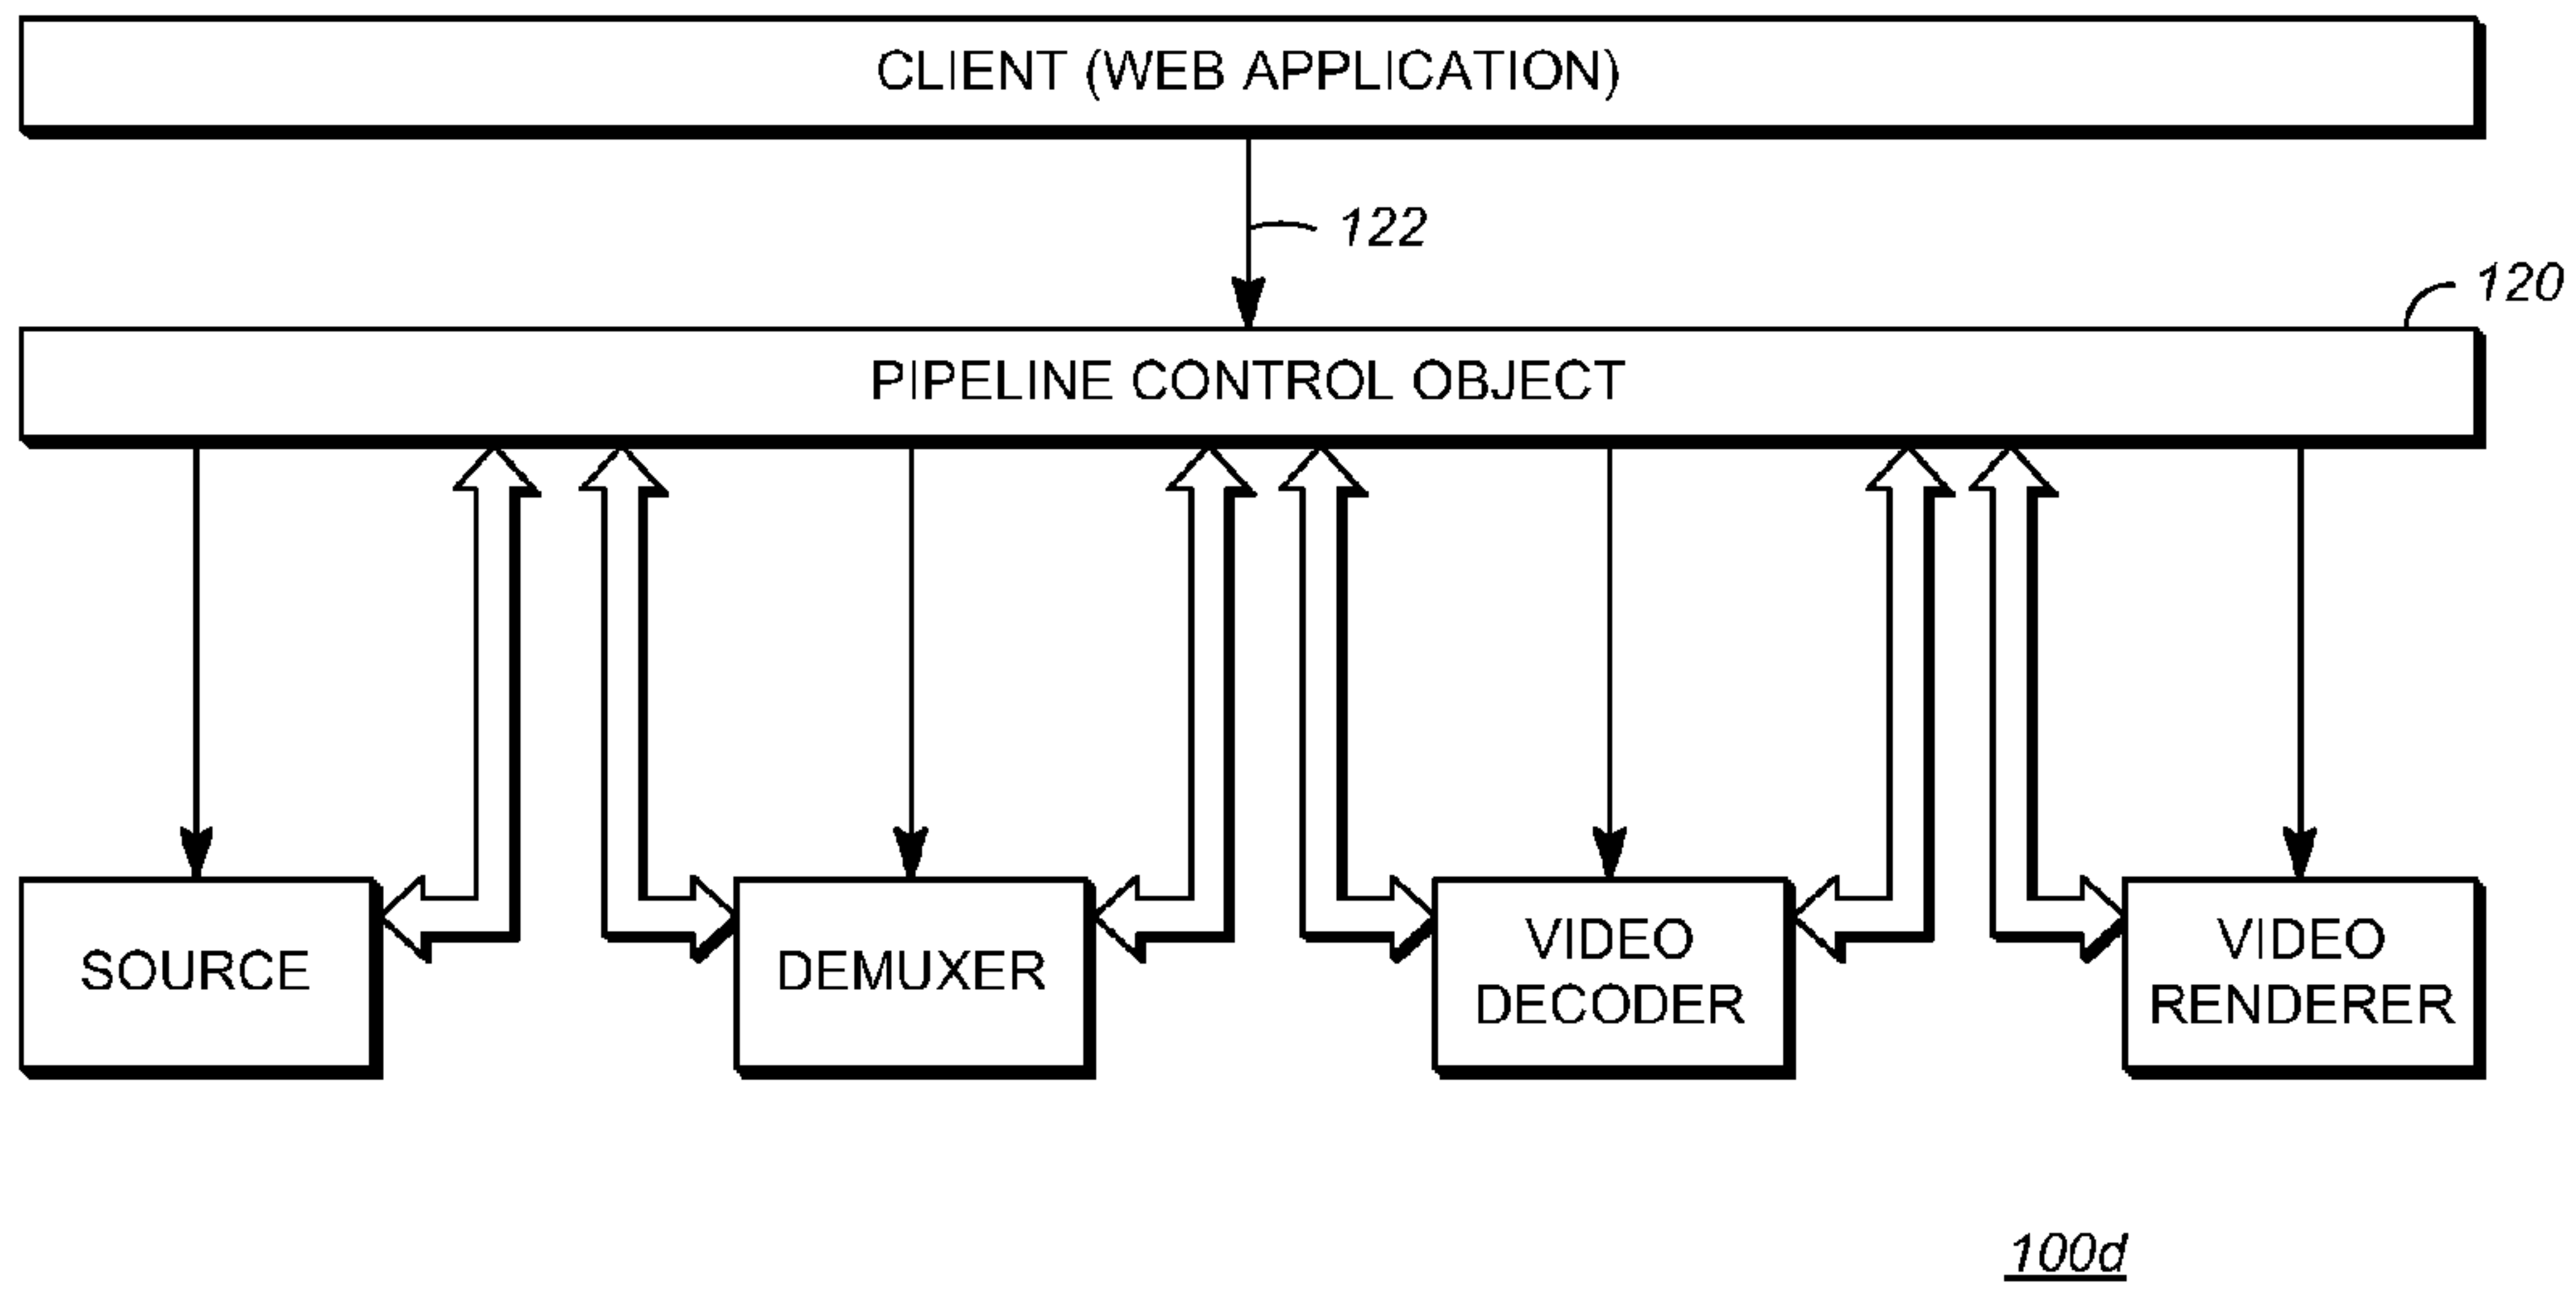 CLIENT (WEB APPLICATION)
122
120
PIPELINE CONTROL OBJECT
SOURCE
DEMUXER
VIDEO
DECODER
VIDEO
RENDERER
100d